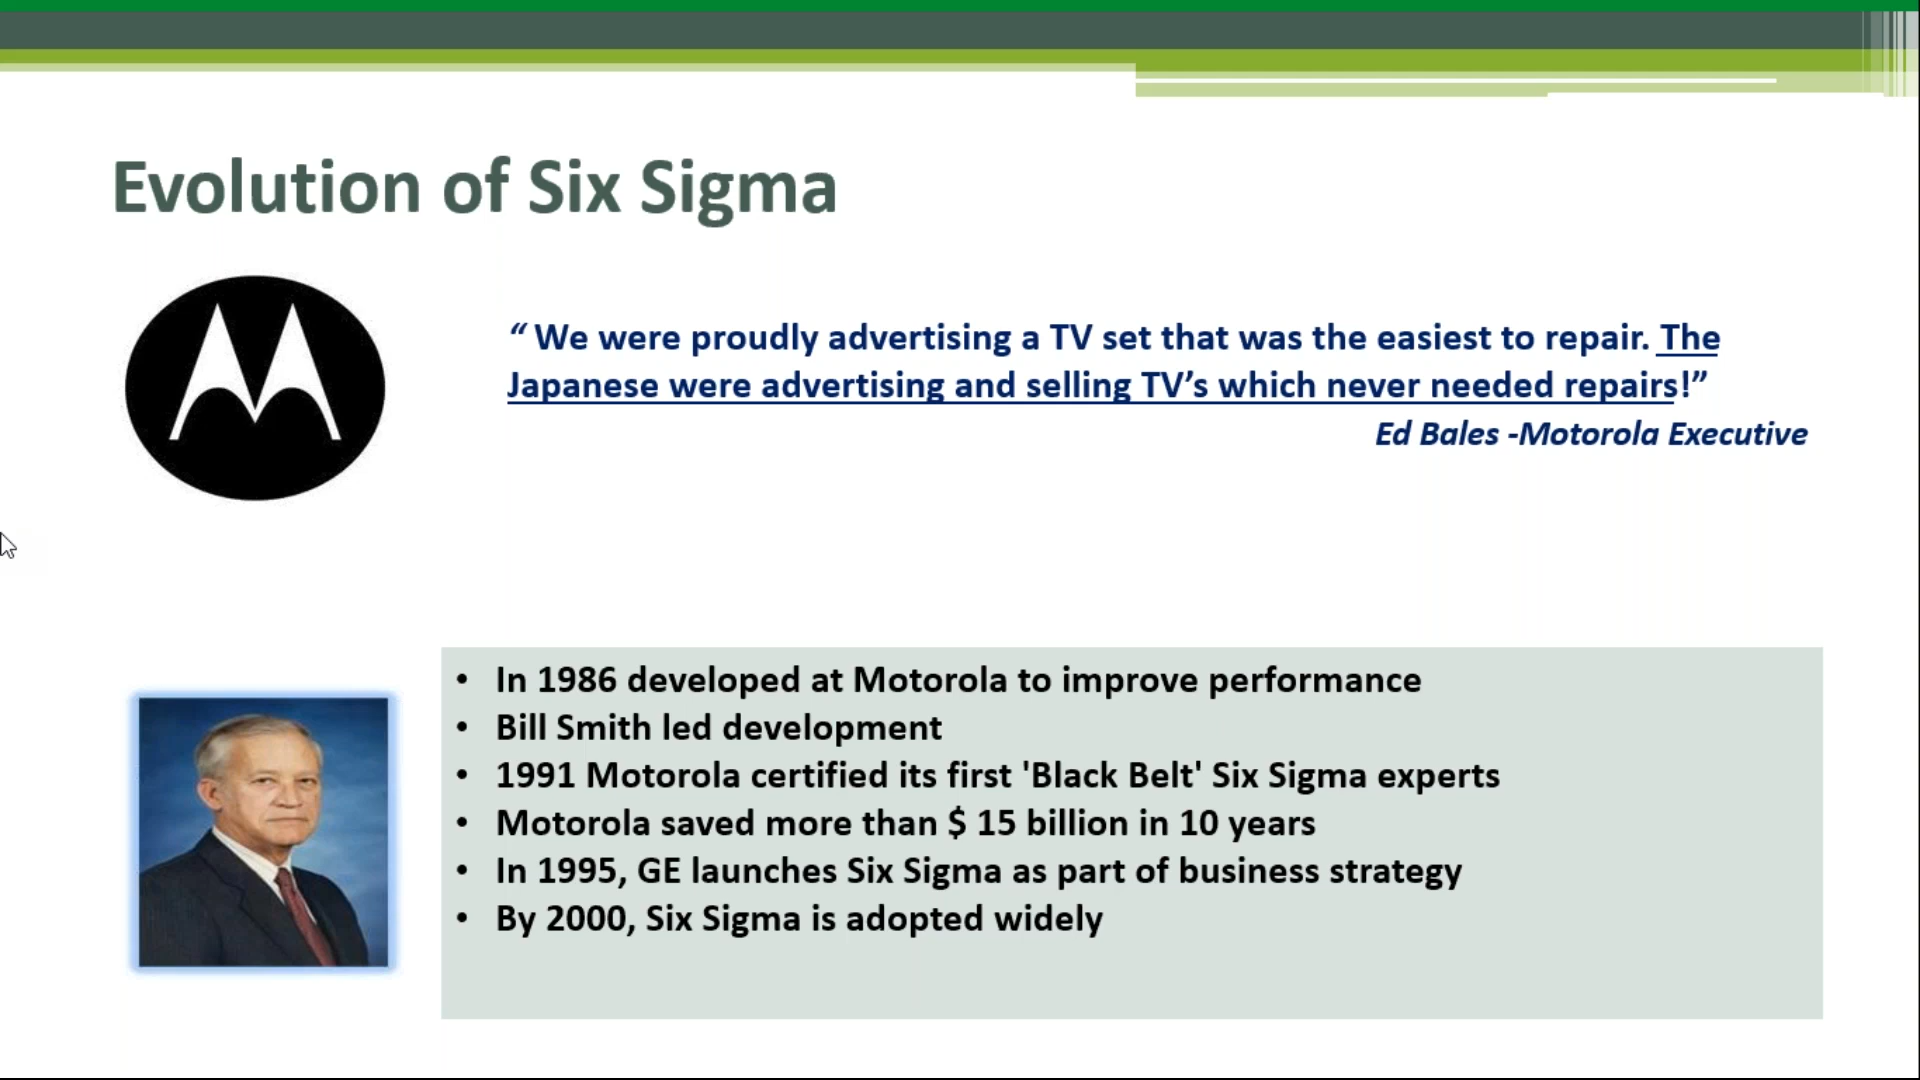 Evolution of Six Sigma
“ We were proudly advertising a TV set that was the easiest to repair. The
Japanese were advertising and selling TV’s which never needed repairs!”
Ed Bales -Motorola Executive
• In 1986 developed at Motorola to improve performance
• Bill Smith led development
• 1991 Motorola certified its first 'Black Belt' Six Sigma experts
• Motorola saved more than $ 15 billion in 10 years
• In 1995, GE launches Six Sigma as part of business strategy
• By 2000, Six Sigma is adopted widely